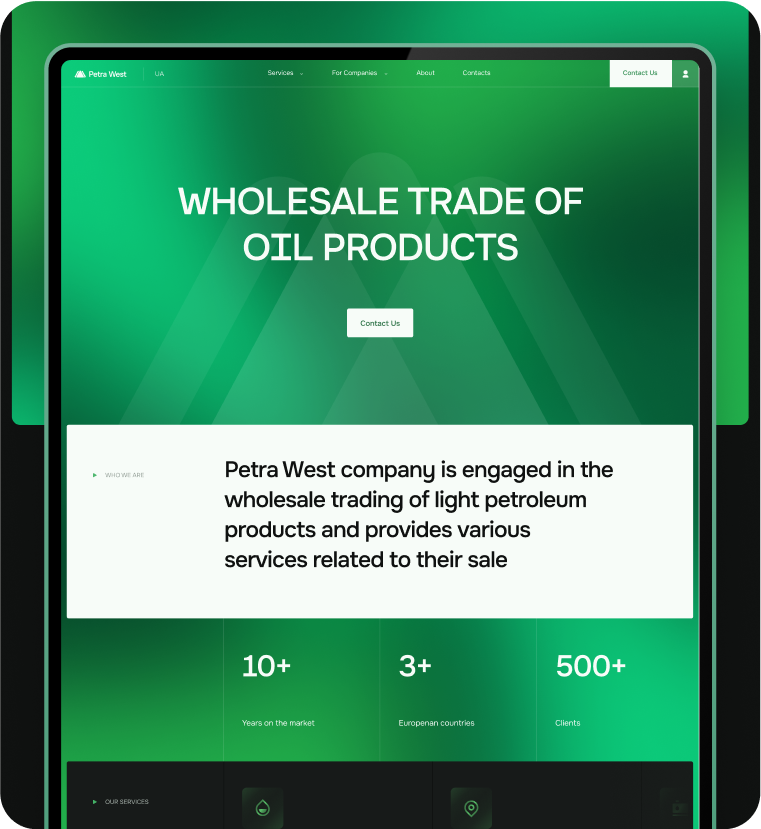 Petra West
UA
Services
For Companies
About
Contacts
Contact Us
WHOLESALE TRADE OF
OIL PRODUCTS
Contact Us
WHO WE ARE
Petra West company is engaged in the
wholesale trading of light petroleum
products and provides various
services related to their sale
10+
3+
500+
Years on the market
Europenan countries
Clients
OUR SERVICES